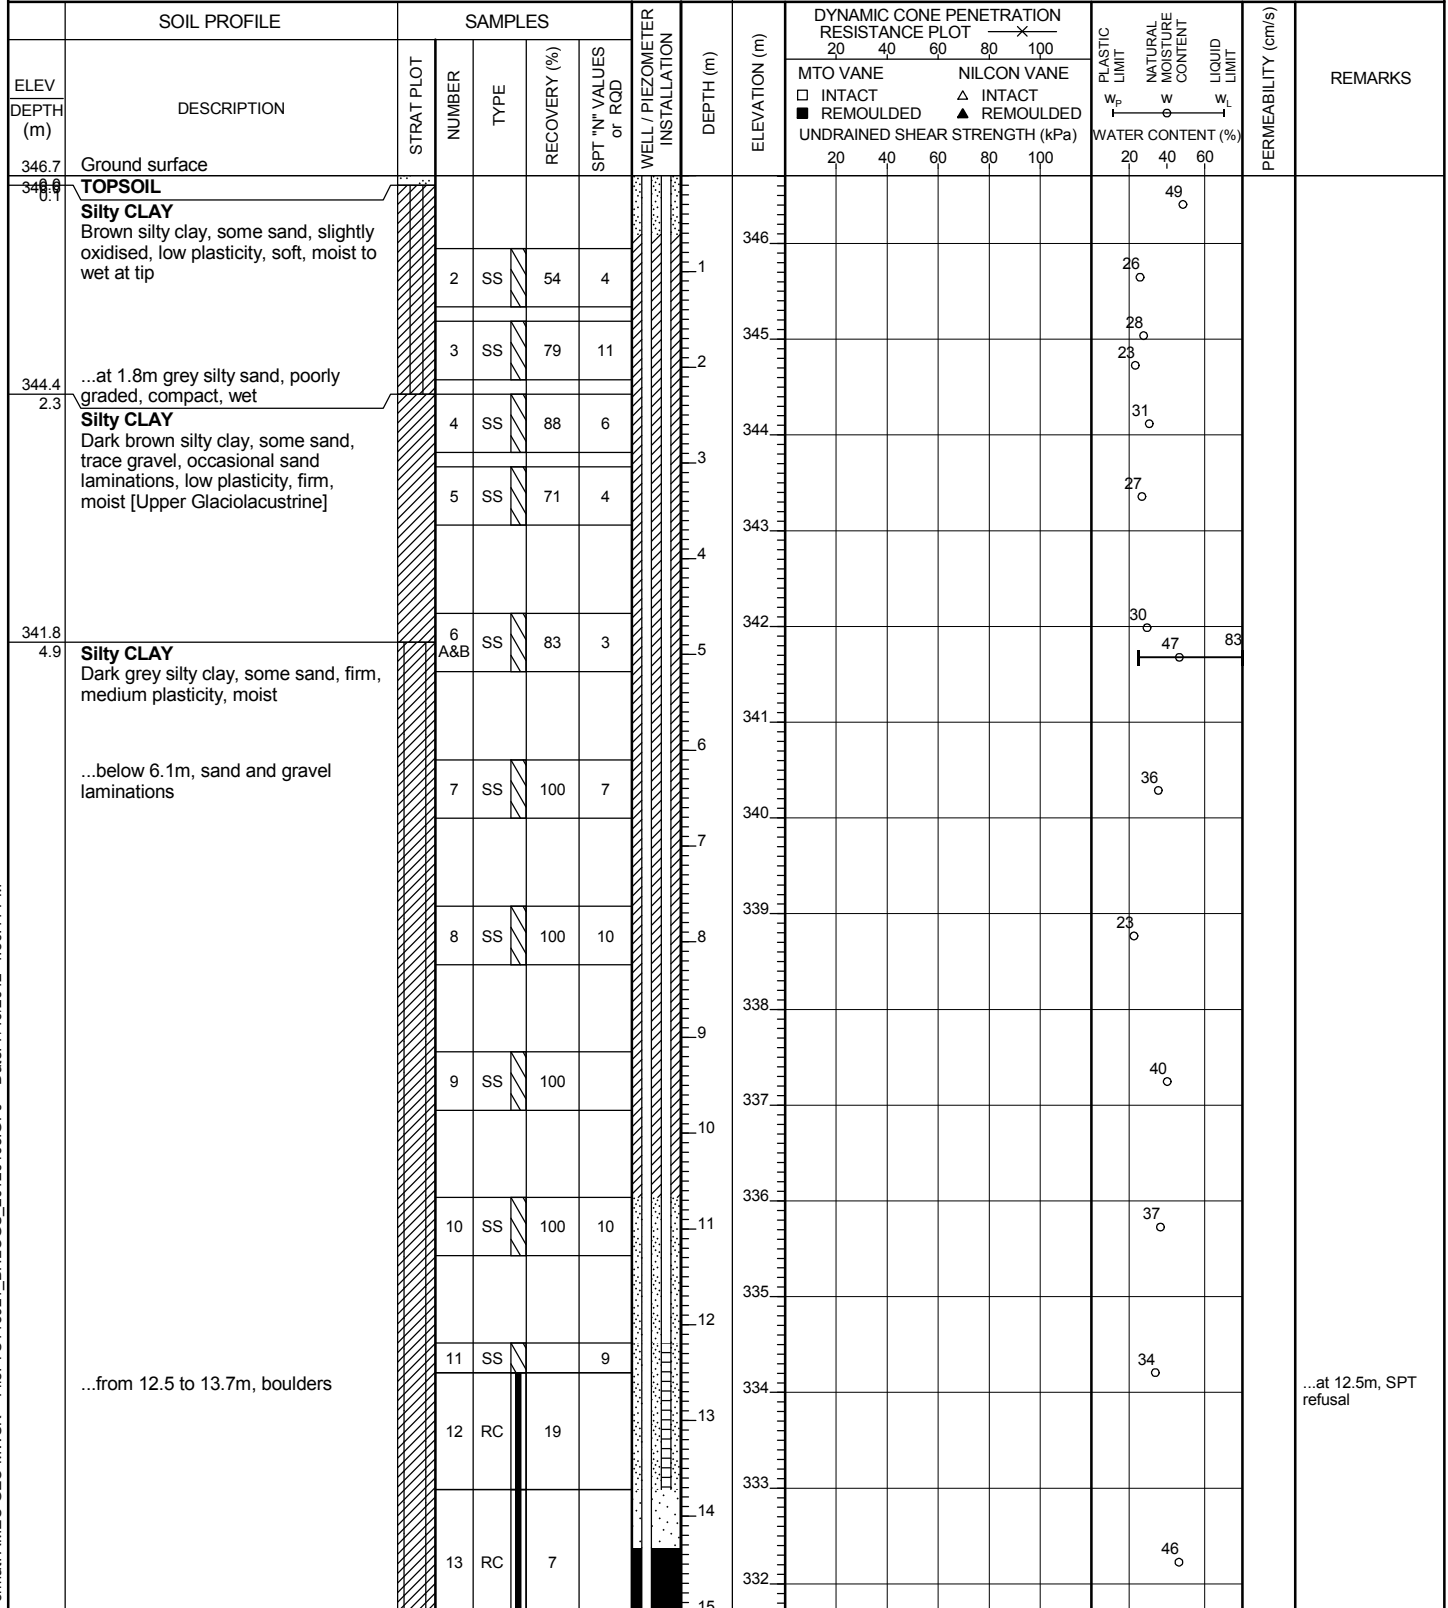 SOIL PROFILE
SAMPLES
ELEV
DEPTH
(m)
DESCRIPTION
STRAT PLOT
NUMBER
TYPE
RECOVERY (%)
SPT "N" VALUES
or RQD
WELL / PIEZOMETER
INSTALLATION
DEPTH (m)
ELEVATION (m)
DYNAMIC CONE PENETRATION
RESISTANCE PLOT
20 40 60 80 100
MTO VANE NILCON VANE
INTACT INTACT
REMOULDED REMOULDED
UNDRAINED SHEAR STRENGTH (kPa)
20 40 60 80 100
PLASTIC
LIMIT
NATURAL
MOISTURE
CONTENT
LIQUID
LIMIT
WP W WL
WATER CONTENT (%)
20 40 60
PERMEABILITY (cm/s)
REMARKS
346.7 Ground surface
0.1
TOPSOIL
Silty CLAY
Brown silty clay, some sand, slightly
oxidised, low plasticity, soft, moist to
wet at tip
...at 1.8m grey silty sand, poorly
graded, compact, wet
344.4
2.3
Silty CLAY
Dark brown silty clay, some sand,
trace gravel, occasional sand
laminations, low plasticity, firm,
moist [Upper Glaciolacustrine]
341.8
4.9
Silty CLAY
Dark grey silty clay, some sand, firm,
medium plasticity, moist
...below 6.1m, sand and gravel
laminations
...from 12.5 to 13.7m, boulders
2 SS 54 4
3 SS 79 11
4 SS 88 6
5 SS 71 4
6
A&B SS 83 3
7 SS 100 7
8 SS 100 10
9 SS 100
10 SS 100 10
11 SS 9
12 RC 19
13 RC 7
1
2
3
4
5
6
7
8
9
10
11
12
13
14
15
346
345
344
343
342
341
340
339
338
337
336
335
334
333
332
49
26
28
23
31
27
30
47 83
36
23
40
37
34
46
...at 12.5m, SPT
refusal